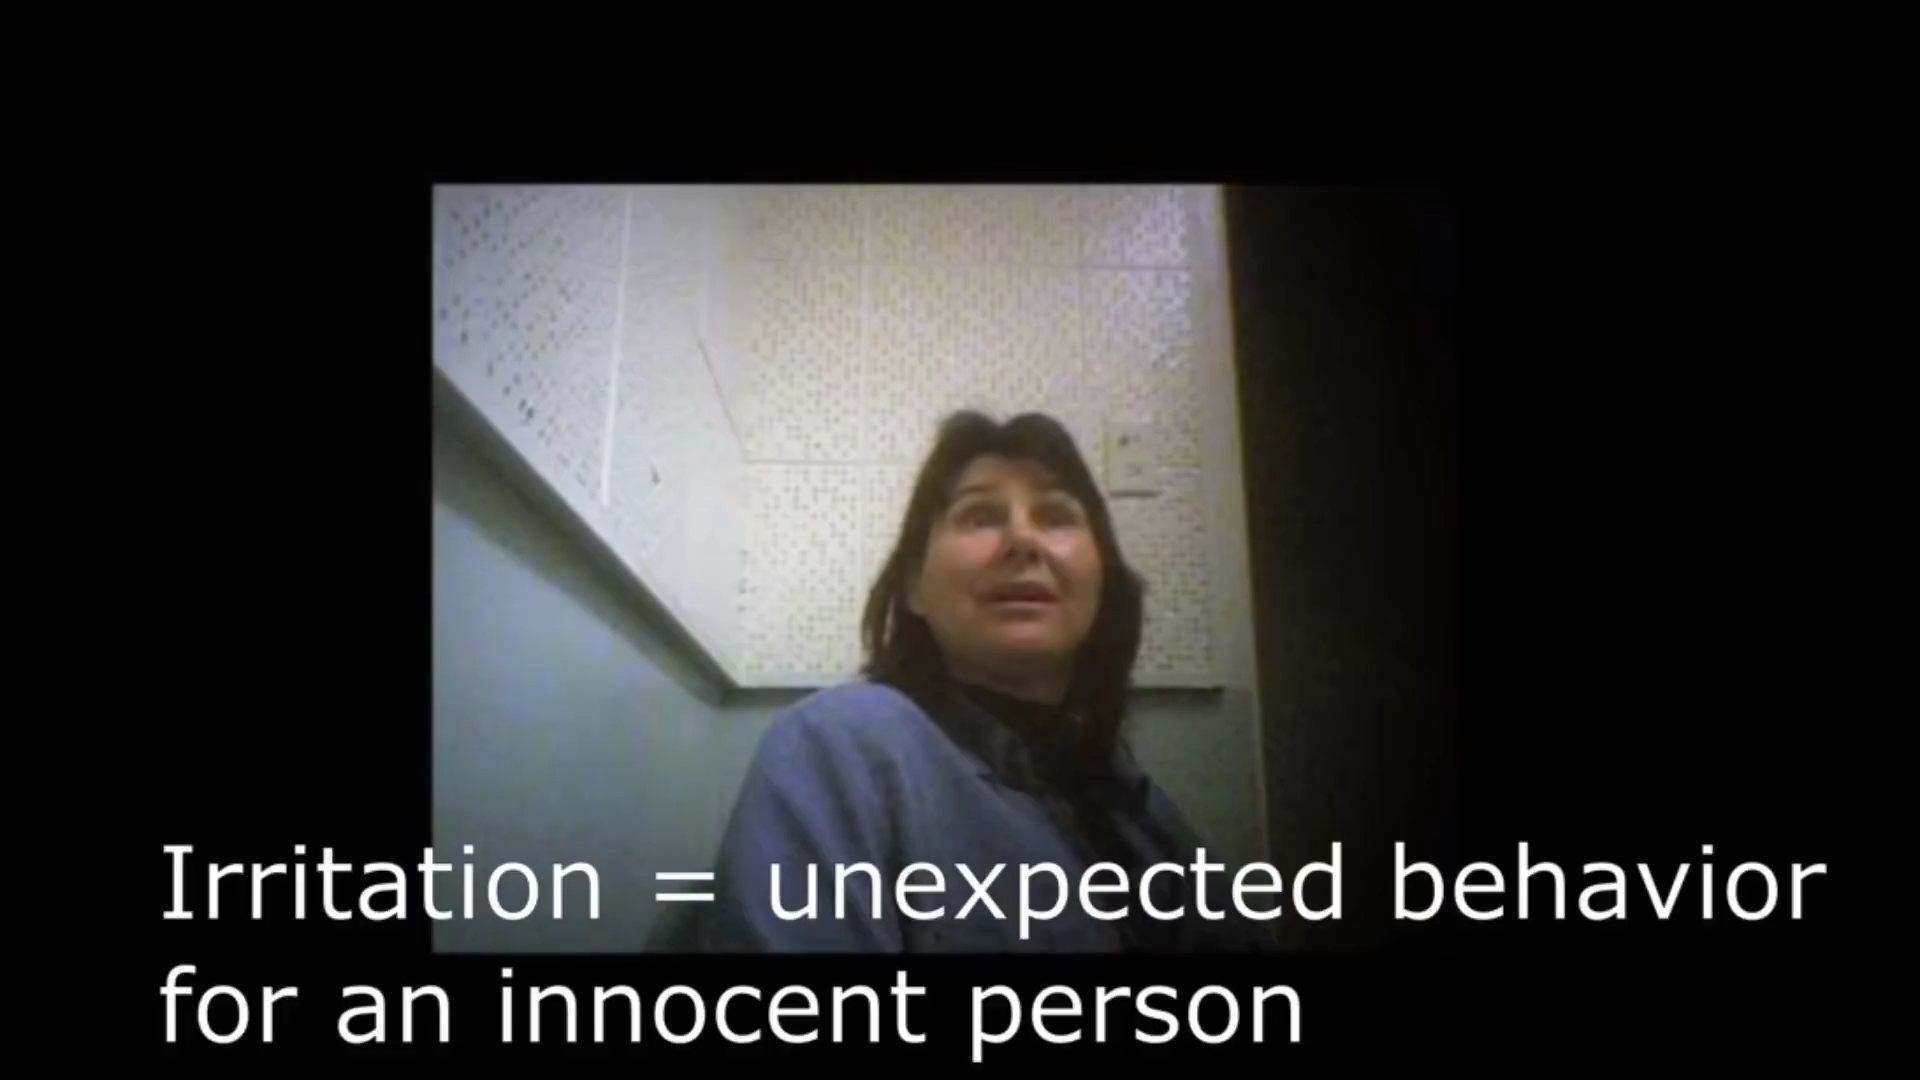 Irritation = unexpected behavior
for an innocent person